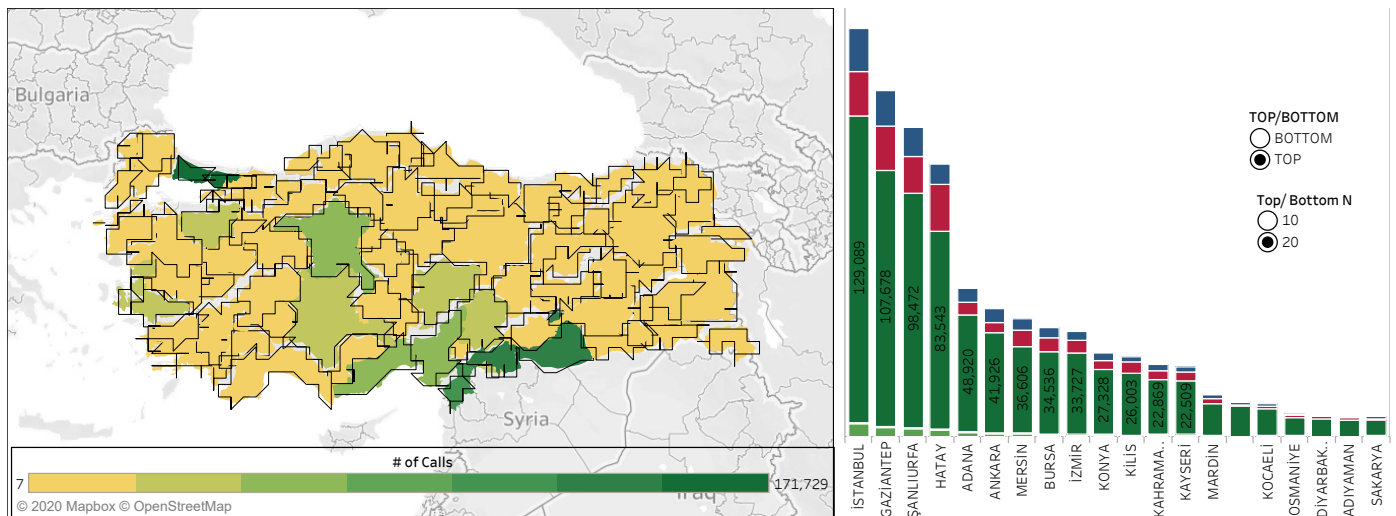 Bulgaria
Syria
Iraq
# of Calls
7
171,729
© 2020 Mapbox © OpenStreetMap
129,089
107,678
98,472
83,543
48,920
41,926
36,606
34,536
33,727
27,328
26,003
22,869
22,509
İSTANBUL
GAZİANTEP
ŞANLIURFA
HATAY
ADANA
ANKARA
MERSİN
BURSA
İZMİR
KONYA
KİLİS
KAHRAMA..
KAYSERİ
MARDİN
KOCAELİ
OSMANİYE
DİYARBAK..
ADIYAMAN
SAKARYA
TOP/BOTTOM
BOTTOM
TOP
Top/ Bottom N
10
20